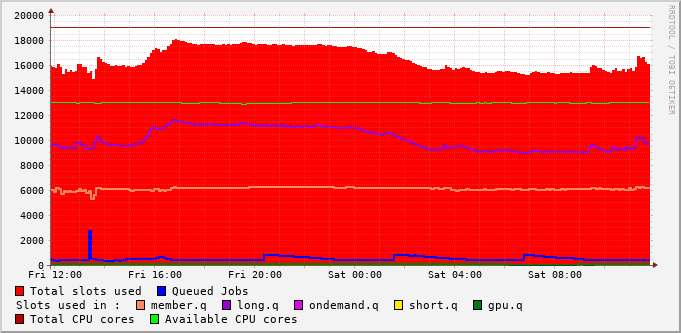 20000
18000
16000
14000
12000
10000
8000
6000
4000
2000
0
Fri 12:00 Fri 16:00 Fri 20:00 Sat 00:00 Sat 04:00 Sat 08:00
Total slots used Queued Jobs
Slots used in : member.q long.q ondemand.q short.q gpu.q
Total CPU cores Available CPU cores
RRDTOOL / TOBI OETIKER